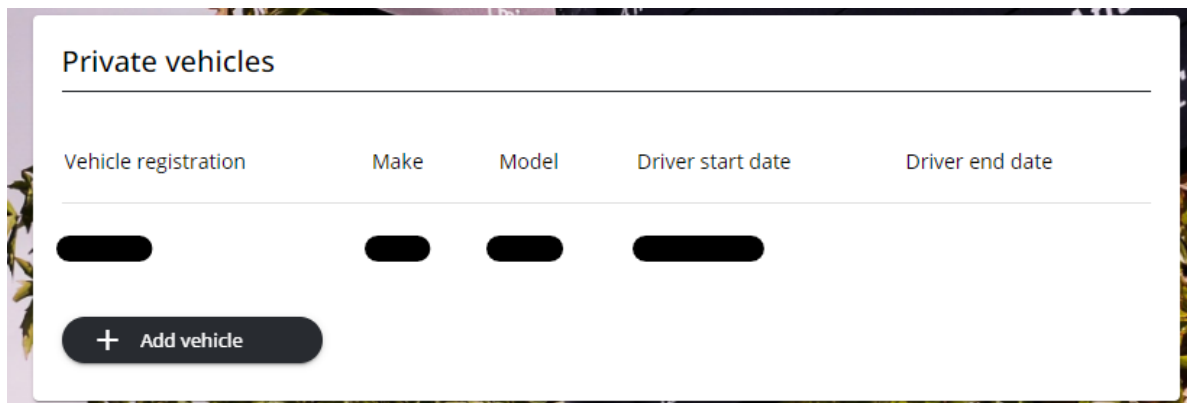 Private vehicles
Vehicle registration Make Model Driver start date Driver end date
+ Add vehicle